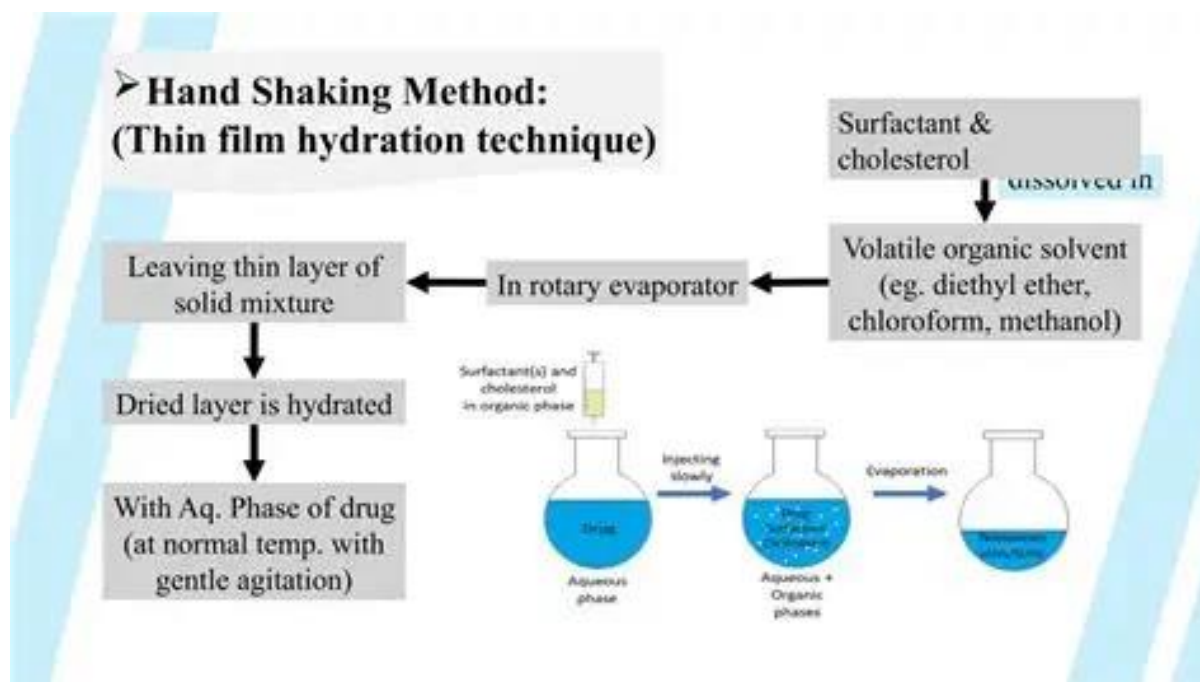 ➢Hand Shaking Method:
(Thin film hydration technique)
Surfactant &
cholesterol
dissolved in
Volatile organic solvent
(eg. diethyl ether,
chloroform, methanol)
In rotary evaporator
Leaving thin layer of
solid mixture
Dried layer is hydrated
With Aq. Phase of drug
(at normal temp. with
gentle agitation)
Surfactant(s) and
cholesterol
in organic phase
Drug
Aqueous
phase
Injecting
slowly
Drug
Surfactant
Cholesterol
Aqueous +
Organic
phases
Evaporation